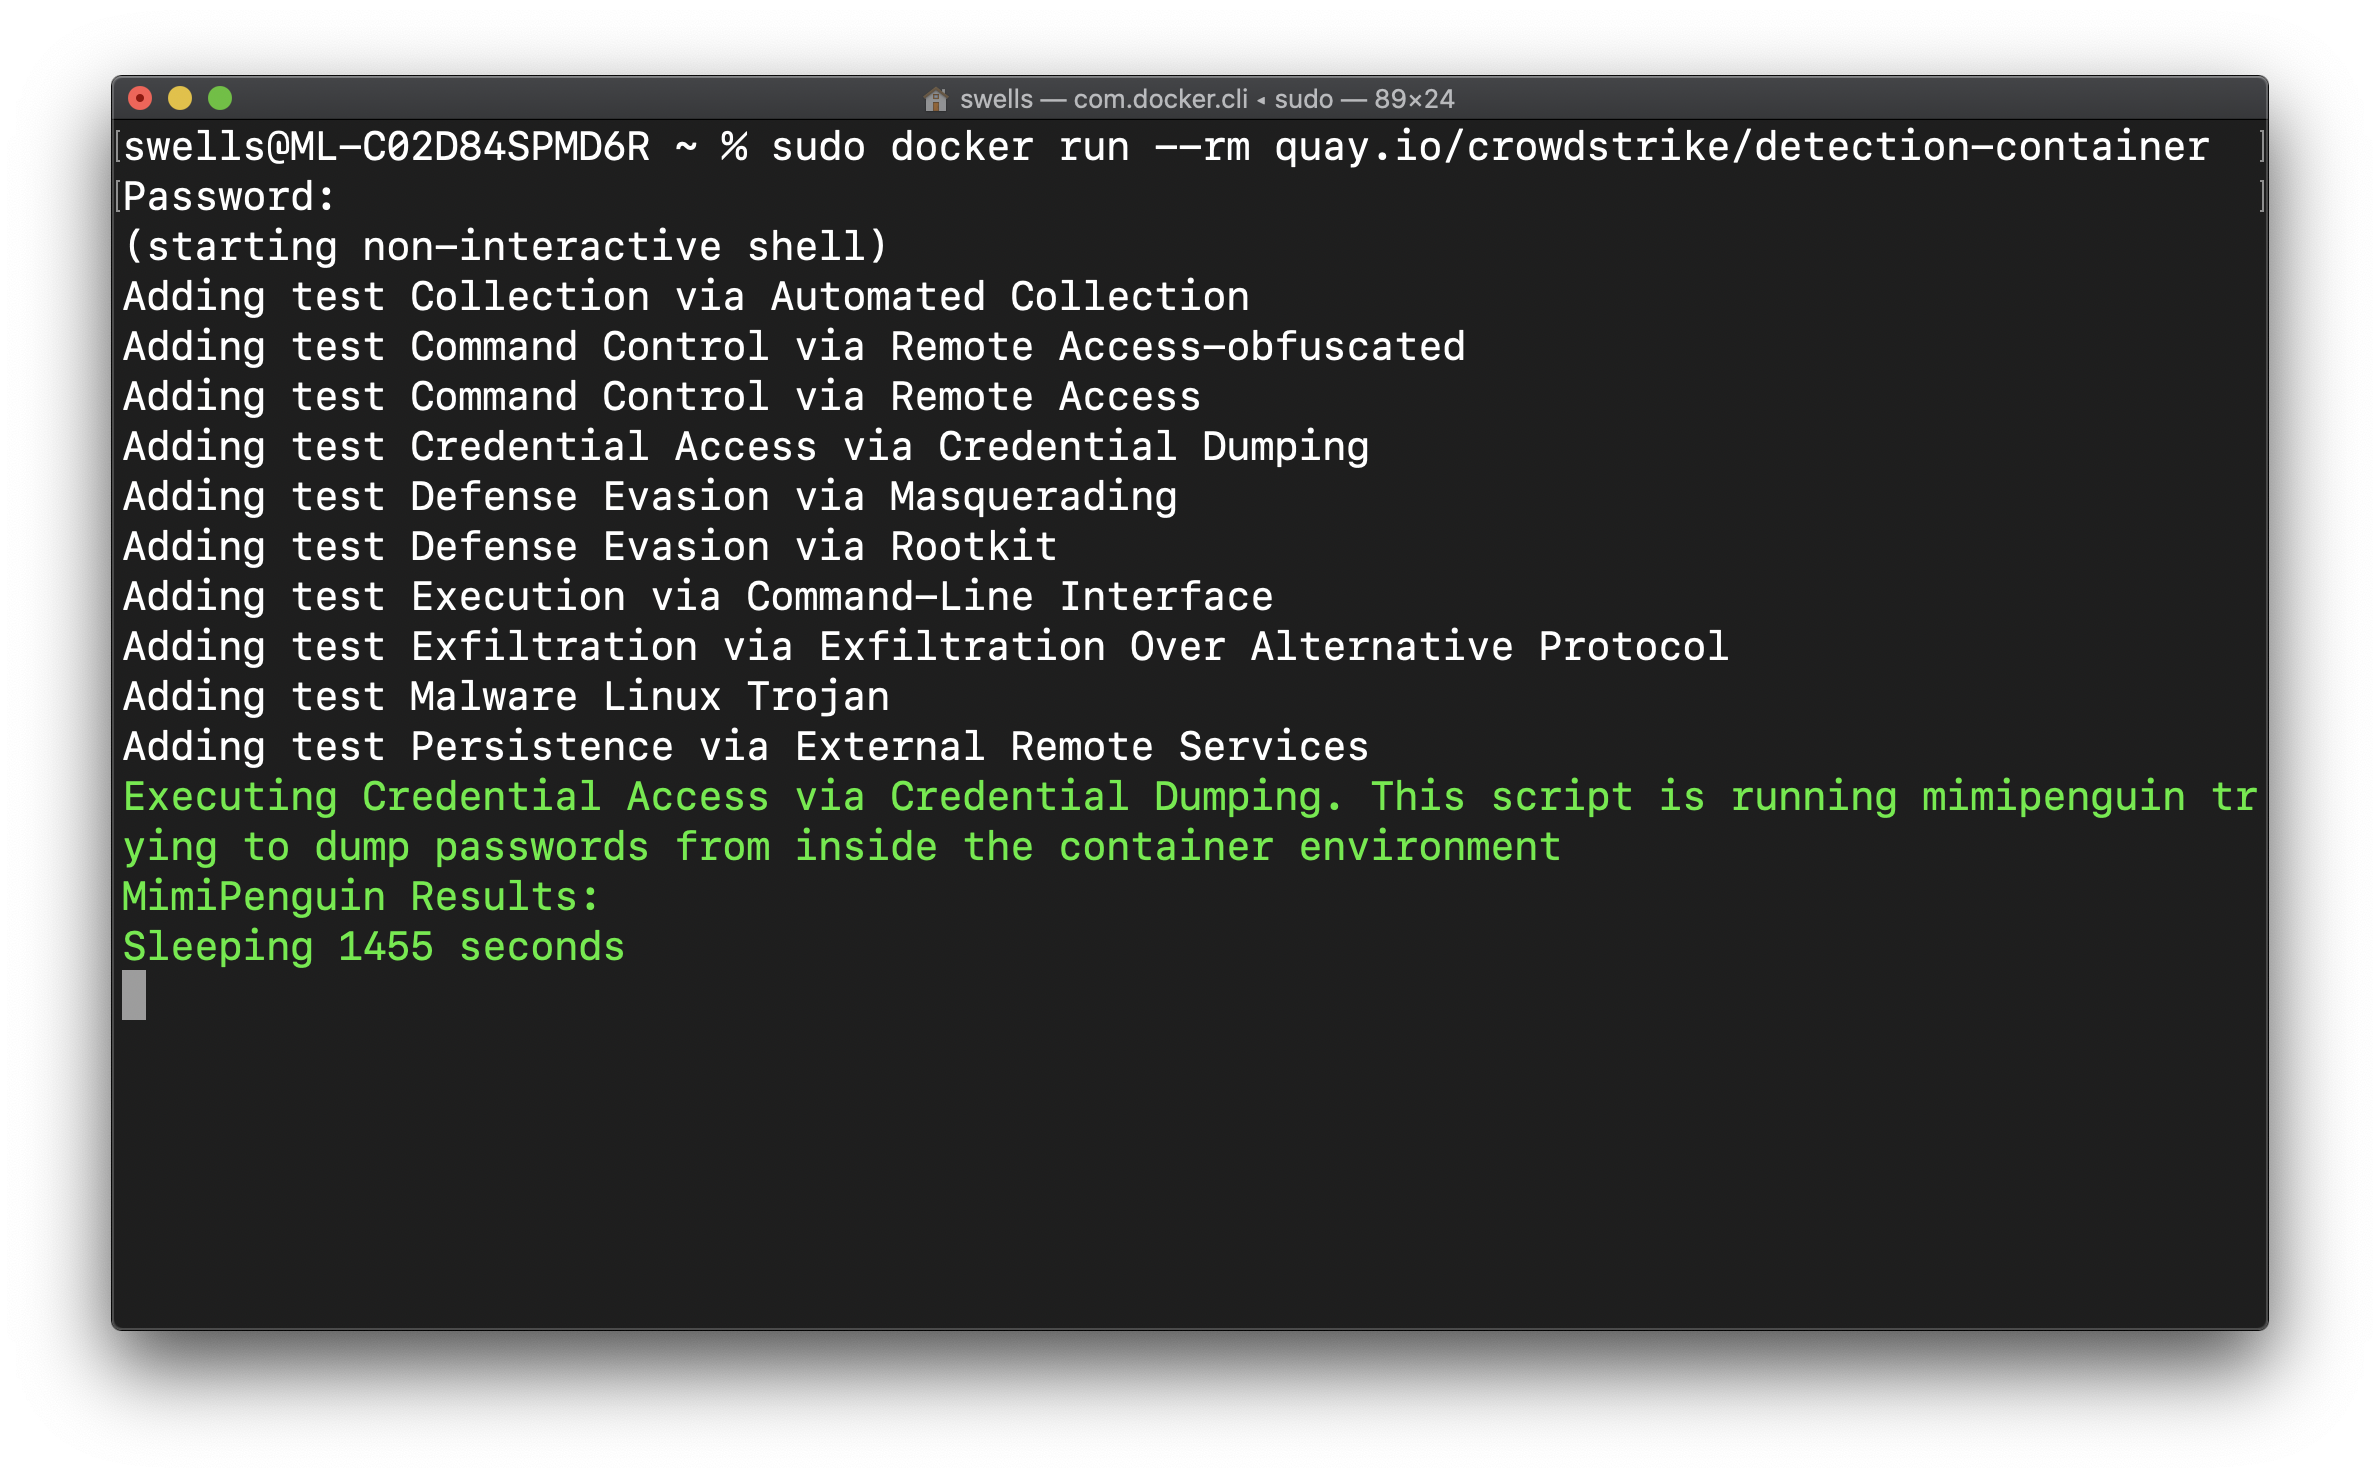 swells — com.docker.cli ◂ sudo — 89×24
[swells@ML-C02D84SPMD6R ~ % sudo docker run --rm quay.io/crowdstrike/detection-container ]
[Password: ]
(starting non-interactive shell)
Adding test Collection via Automated Collection
Adding test Command Control via Remote Access-obfuscated
Adding test Command Control via Remote Access
Adding test Credential Access via Credential Dumping
Adding test Defense Evasion via Masquerading
Adding test Defense Evasion via Rootkit
Adding test Execution via Command-Line Interface
Adding test Exfiltration via Exfiltration Over Alternative Protocol
Adding test Malware Linux Trojan
Adding test Persistence via External Remote Services
Executing Credential Access via Credential Dumping. This script is running mimipenguin tr
ying to dump passwords from inside the container environment
MimiPenguin Results:
Sleeping 1455 seconds